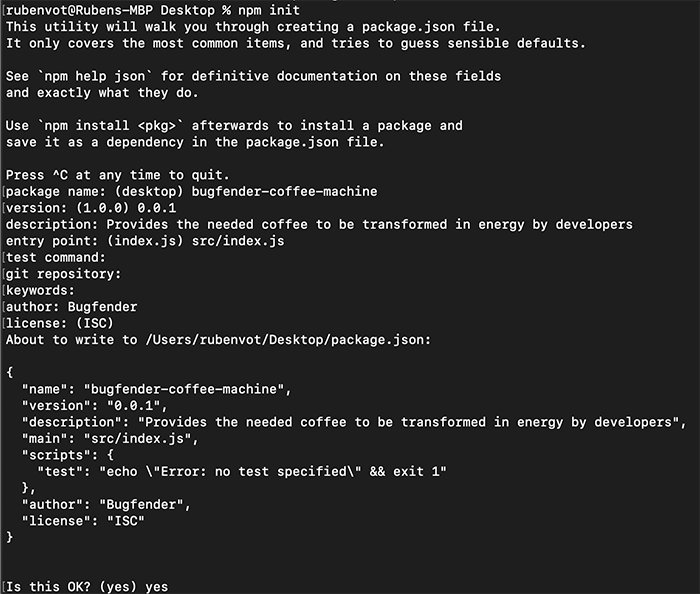 [rubenvot@Rubens-MBP Desktop % npm init
This utility will walk you through creating a package.json file.
It only covers the most common items, and tries to guess sensible defaults.

See `npm help json` for definitive documentation on these fields
and exactly what they do.

Use `npm install <pkg>` afterwards to install a package and
save it as a dependency in the package.json file.

Press ^C at any time to quit.
[package name: (desktop) bugfender-coffee-machine
[version: (1.0.0) 0.0.1
description: Provides the needed coffee to be transformed in energy by developers
entry point: (index.js) src/index.js
[test command:
[git repository:
[keywords:
[author: Bugfender
[license: (ISC)
About to write to /Users/rubenvot/Desktop/package.json:

{
  "name": "bugfender-coffee-machine",
  "version": "0.0.1",
  "description": "Provides the needed coffee to be transformed in energy by developers",
  "main": "src/index.js",
  "scripts": {
    "test": "echo \"Error: no test specified\" && exit 1"
  },
  "author": "Bugfender",
  "license": "ISC"
}


[Is this OK? (yes) yes